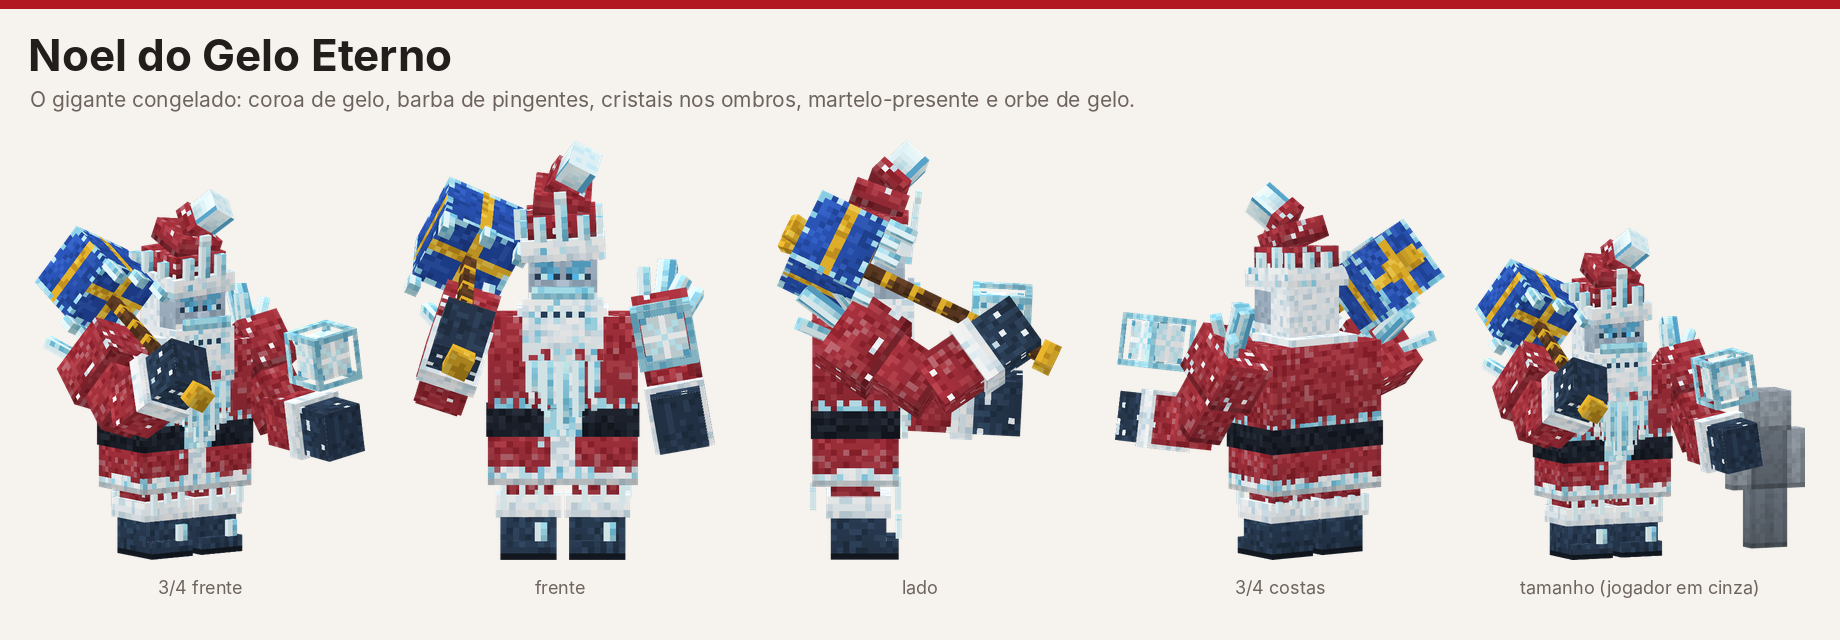 Noel do Gelo Eterno
O gigante congelado: coroa de gelo, barba de pingentes, cristais nos ombros, martelo-presente e orbe de gelo.
3/4 frente
frente
lado
3/4 costas
tamanho (jogador em cinza)